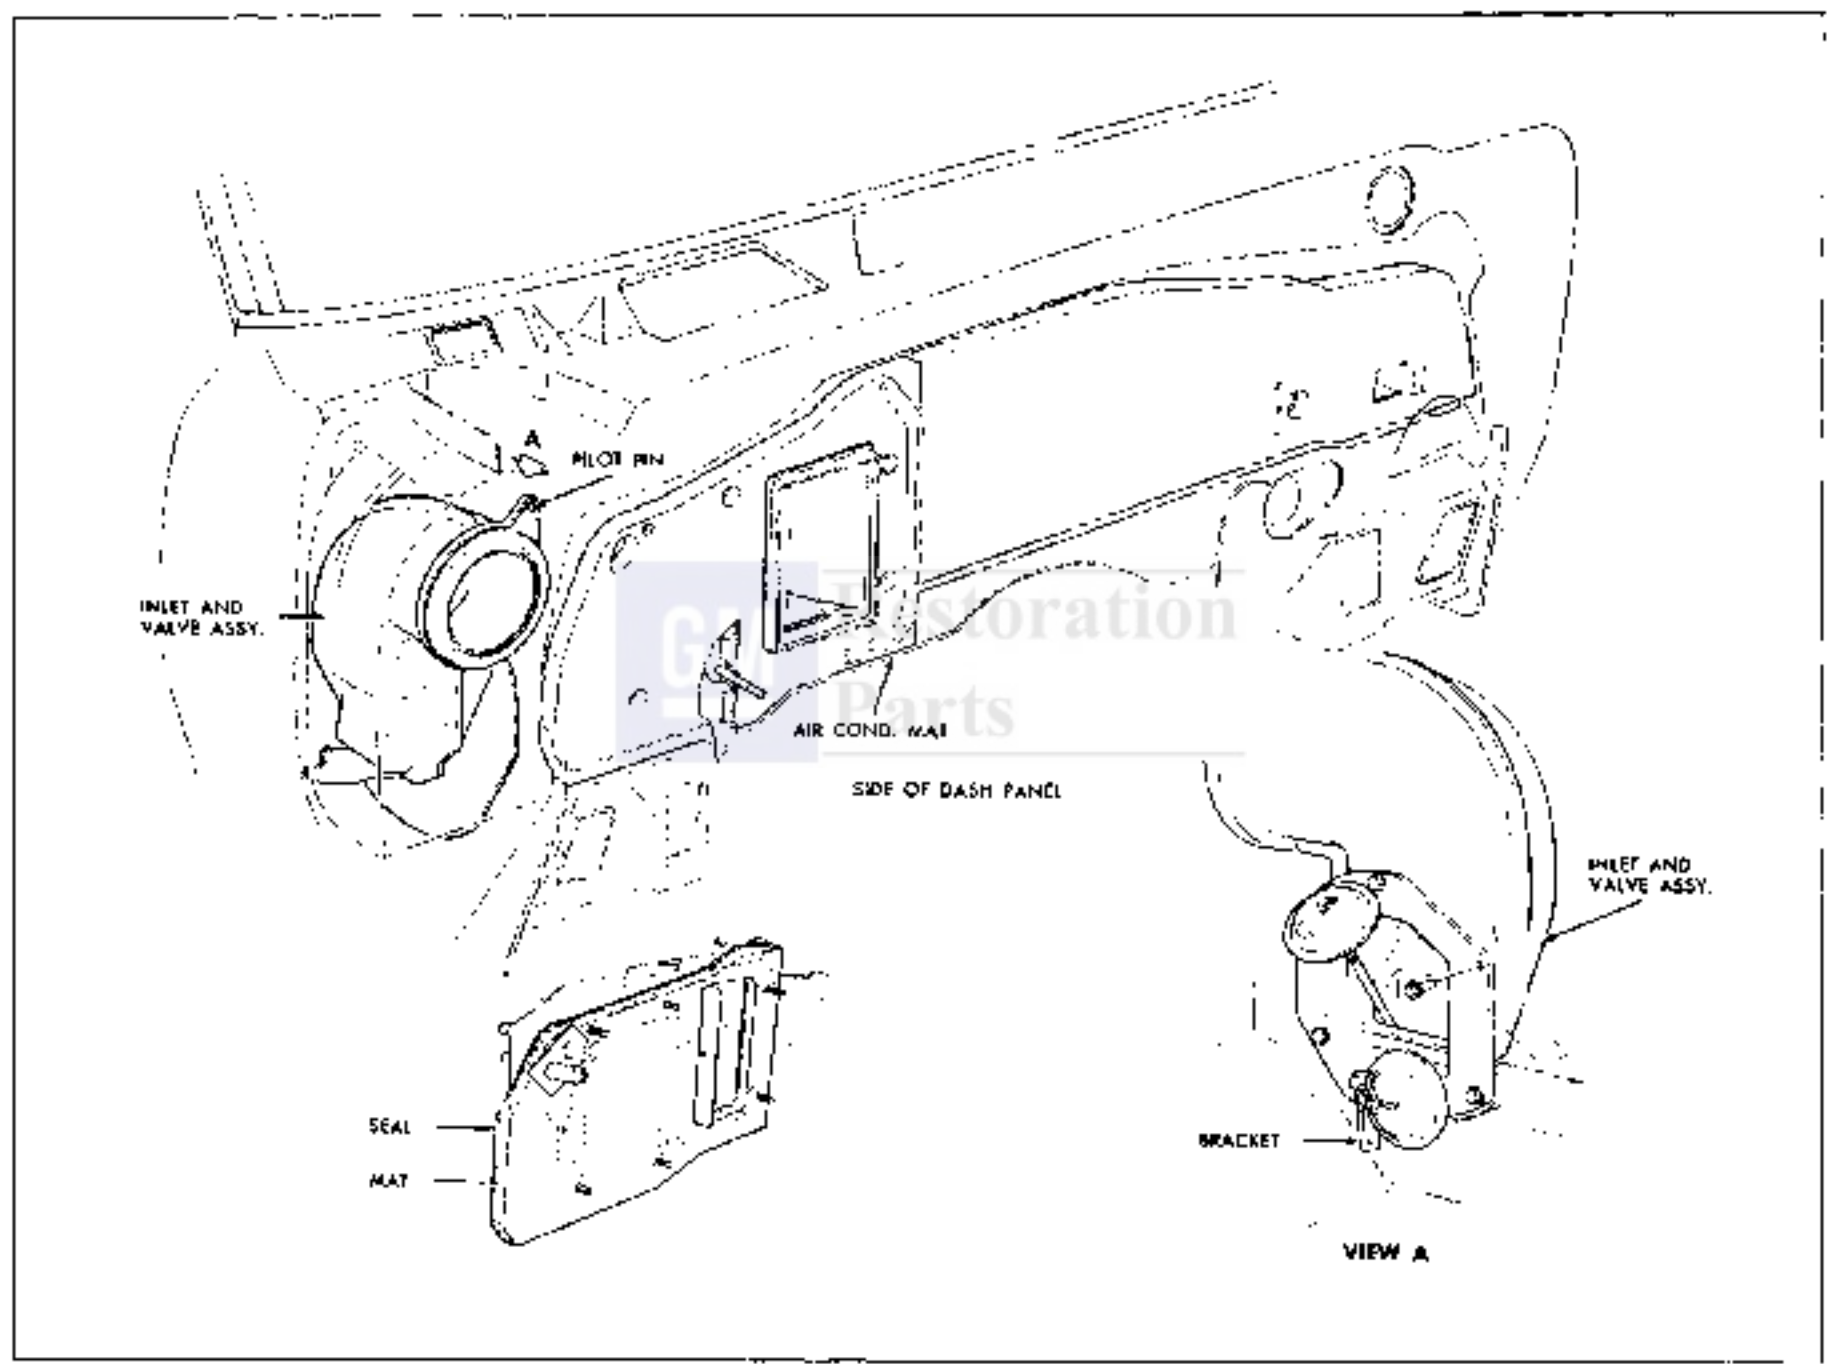 A
PILOT PIN
INLET AND
VALVE ASSY.
GM Restoration
Parts
AIR COND. MAT
SIDE OF DASH PANEL
INLET AND
VALVE ASSY.
SEAL
BRACKET
MAT
VIEW A